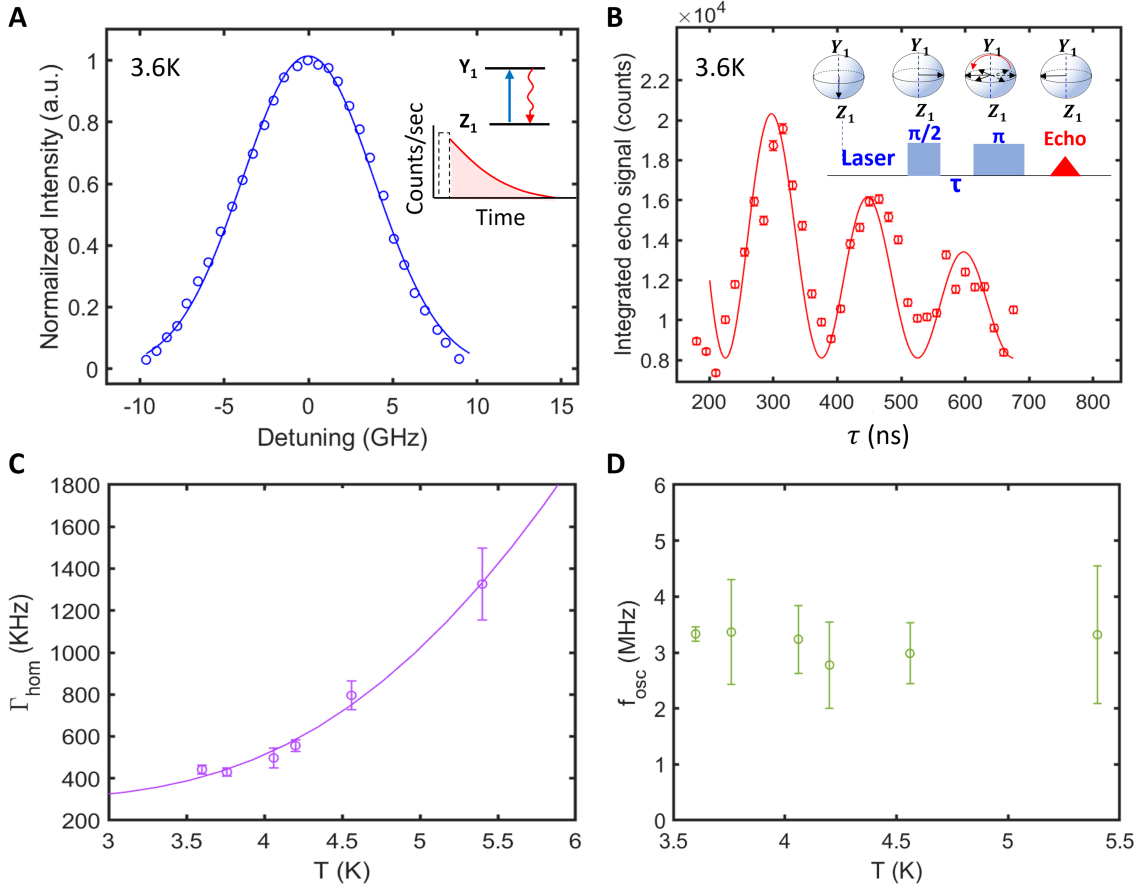 A
3.6K
Normalized Intensity (a.u.)
1
0.8
0.6
0.4
0.2
0
-10
-5
0
5
10
15
Detuning (GHz)
Y1
Z1
Counts/sec
Time
B
×10⁴
3.6K
Integrated echo signal (counts)
2.2
2.0
1.8
1.6
1.4
1.2
1.0
0.8
200
300
400
500
600
700
800
τ (ns)
Y1 Y1 Y1 Y1
Z1 Z1 Z1 Z1
Laser
π/2
τ
π
Echo
C
Γhom (KHz)
1800
1600
1400
1200
1000
800
600
400
200
3
3.5
4
4.5
5
5.5
6
T (K)
D
fosc (MHz)
6
5
4
3
2
1
0
3.5
4
4.5
5
5.5
T (K)